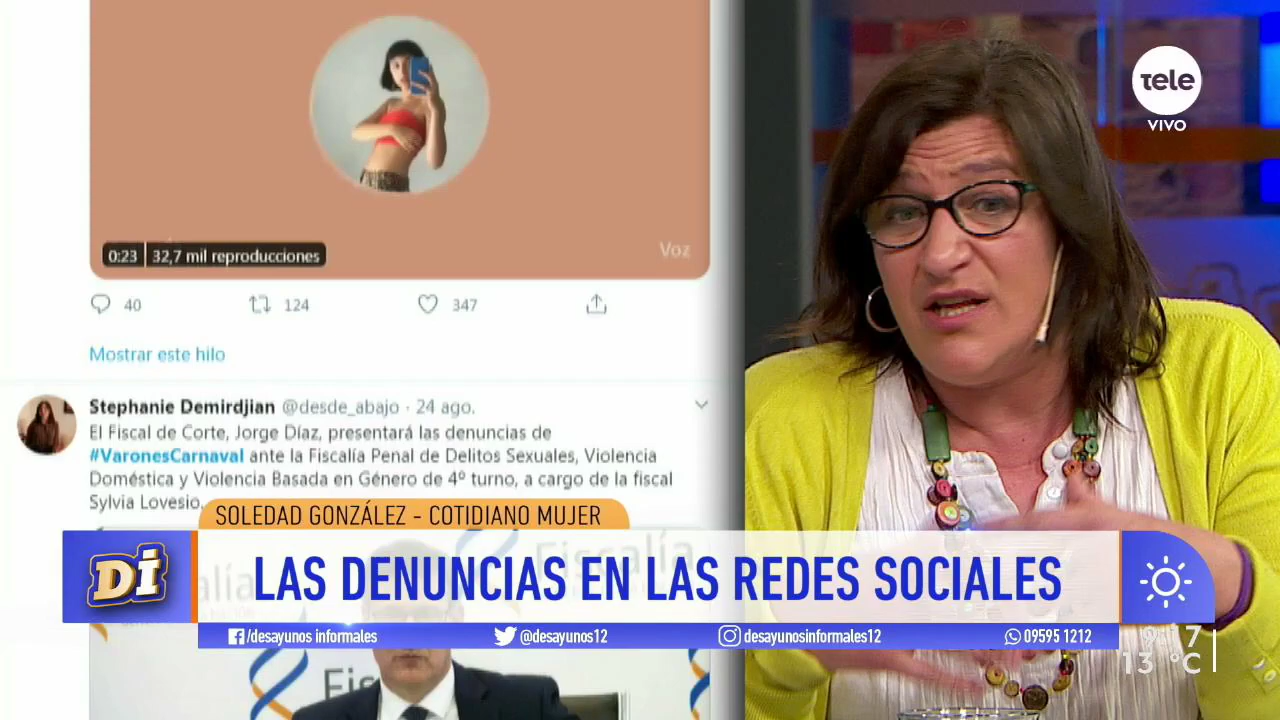 0:23 32,7 mil reproducciones
Voz
40 124 347
Mostrar este hilo
Stephanie Demirdjian @desde_abajo · 24 ago.
El Fiscal de Corte, Jorge Díaz, presentará las denuncias de
#VaronesCarnaval ante la Fiscalía Penal de Delitos Sexuales, Violencia
Doméstica y Violencia Basada en Género de 4º turno, a cargo de la fiscal
Sylvia Lovesio.
tele
VIVO
SOLEDAD GONZÁLEZ - COTIDIANO MUJER
Fiscalía
Di
LAS DENUNCIAS EN LAS REDES SOCIALES
/desayunos informales @desayunos12 desayunosinformales12 09595 1212
13 °C